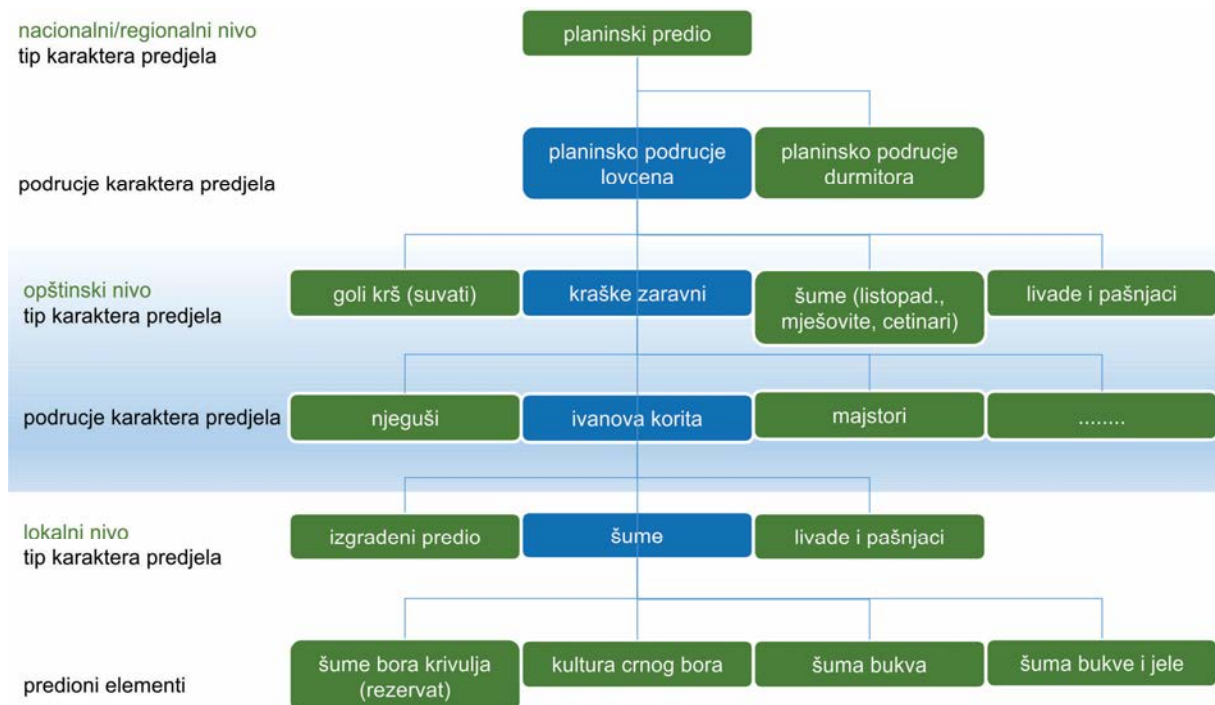 nacionalni/regionalni nivo
tip karaktera predjela
planinski predio
podrucje karaktera predjela
planinsko podrucje
lovcena
planinsko podrucje
durmitora
opštinski nivo
tip karaktera predjela
goli krš (suvati)
kraške zaravni
šume (listopad.,
mješovite, cetinari)
livade i pašnjaci
podrucje karaktera predjela
njeguši
ivanova korita
majstori
........
lokalni nivo
tip karaktera predjela
izgradeni predio
šume
livade i pašnjaci
predioni elementi
šume bora krivulja
(rezervat)
kultura crnog bora
šuma bukva
šuma bukve i jele